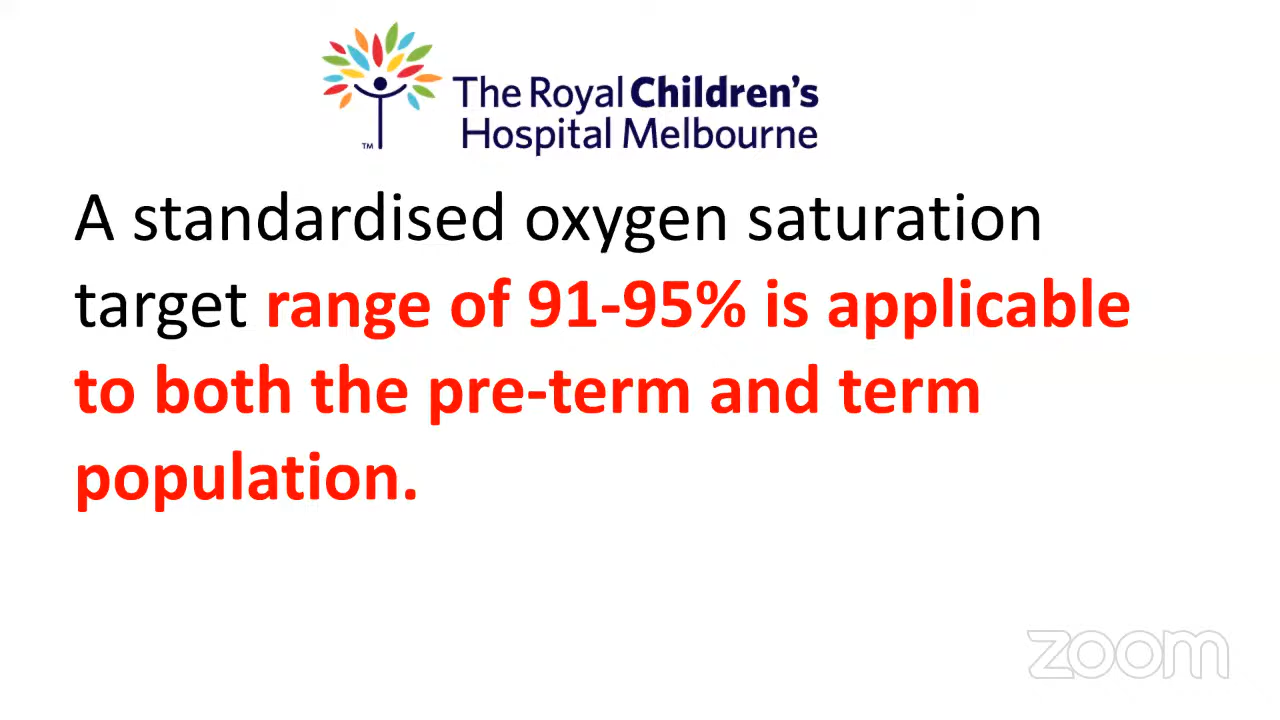 The Royal Children's
Hospital Melbourne
TM
A standardised oxygen saturation
target range of 91-95% is applicable
to both the pre-term and term
population.
zoom